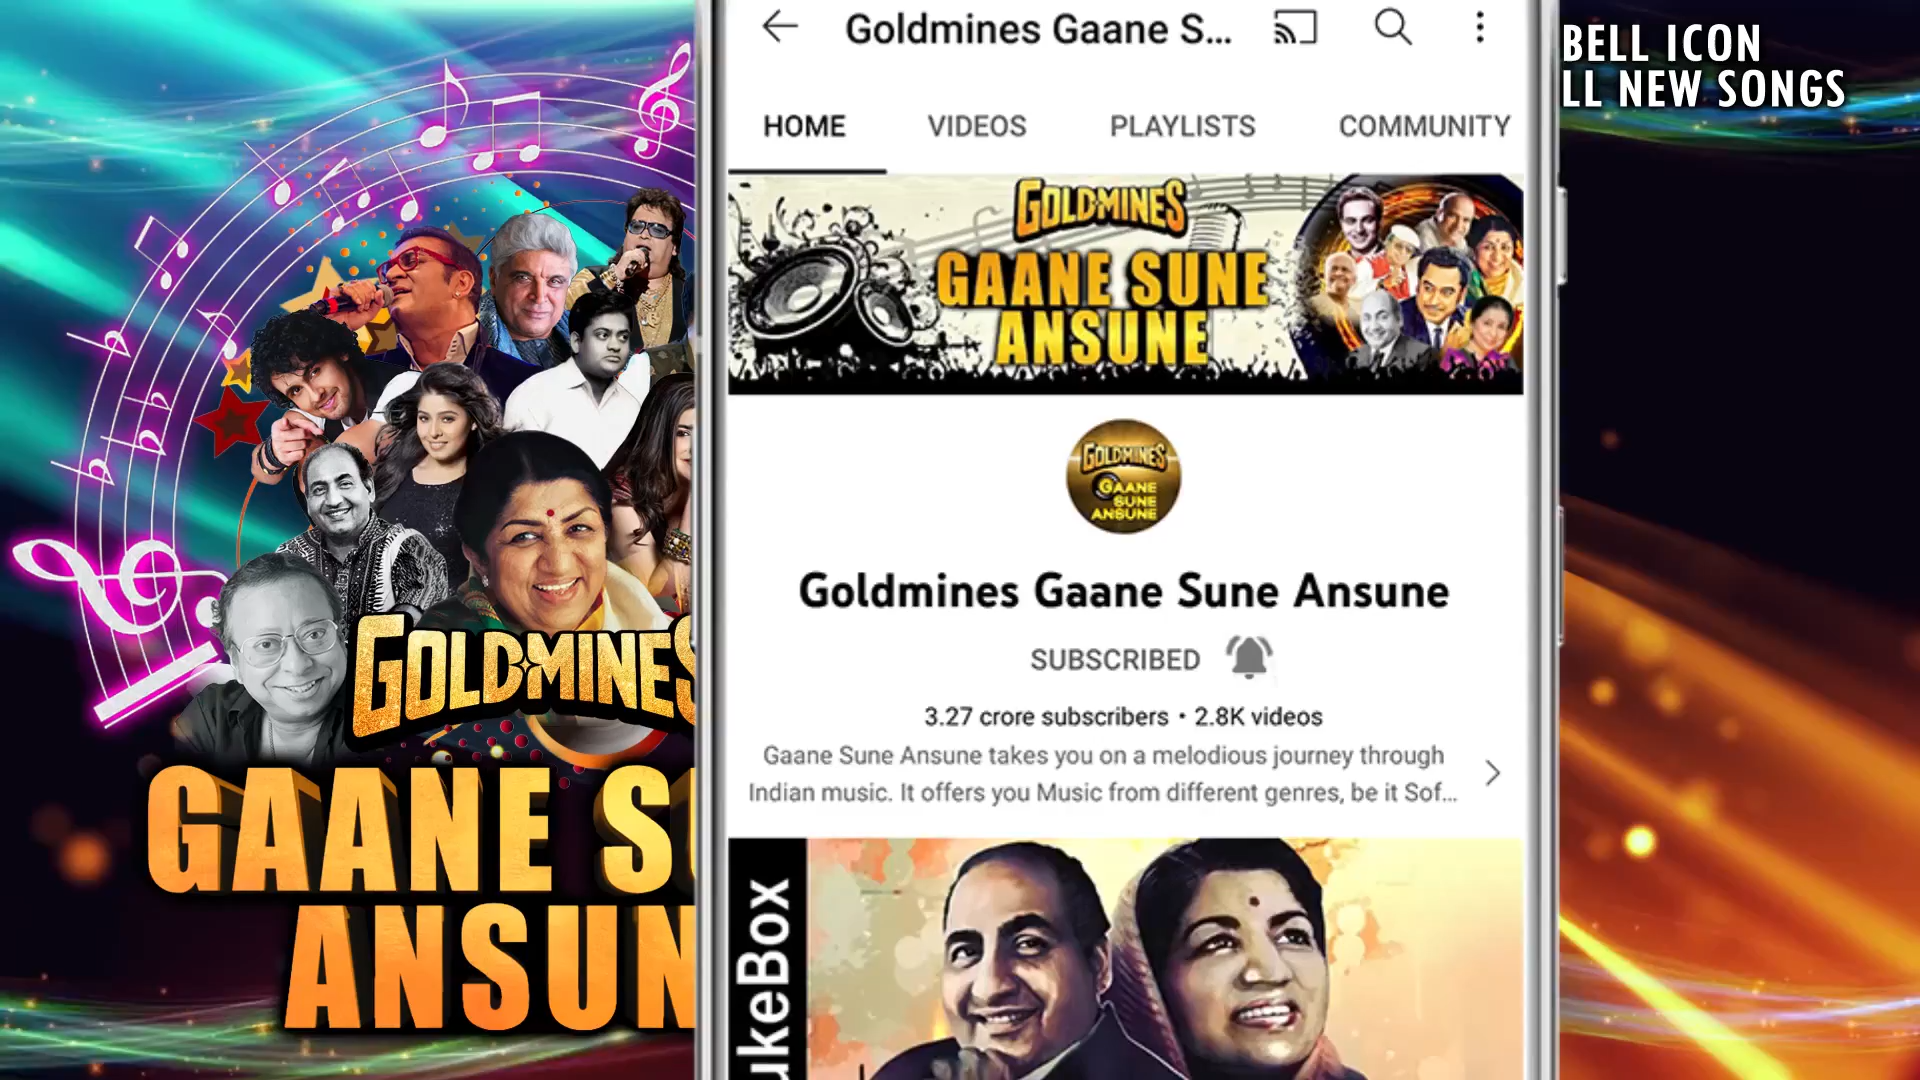 BELL ICON
LL NEW SONGS
Goldmines Gaane S...
HOME
VIDEOS
PLAYLISTS
COMMUNITY
GOLDMINES
GAANE SUNE
ANSUNE
GOLDMINES
GAANE
SUNE
ANSUNE
Goldmines Gaane Sune Ansune
SUBSCRIBED
3.27 crore subscribers • 2.8K videos
Gaane Sune Ansune takes you on a melodious journey through
Indian music. It offers you Music from different genres, be it Sof...
ukeBox
GOLDMINES
GAANE S
ANSUN